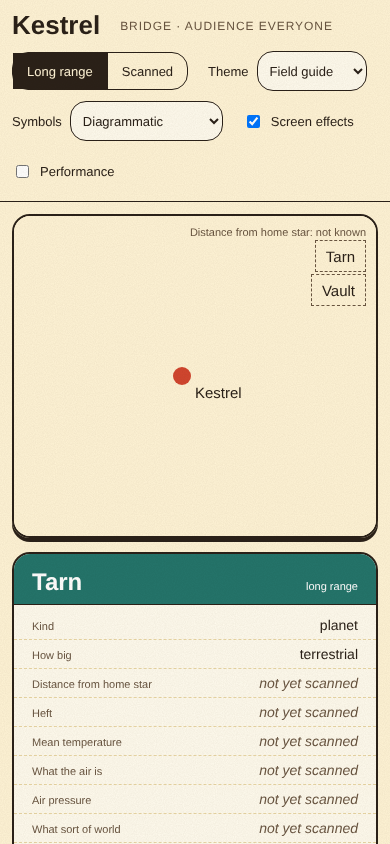 Kestrel BRIDGE · AUDIENCE EVERYONE
Long range Scanned Theme Field guide
Symbols Diagrammatic Screen effects
Performance
Distance from home star: not known
Tarn
Vault
Kestrel
Tarn long range
Kind planet
How big terrestrial
Distance from home star not yet scanned
Heft not yet scanned
Mean temperature not yet scanned
What the air is not yet scanned
Air pressure not yet scanned
What sort of world not yet scanned